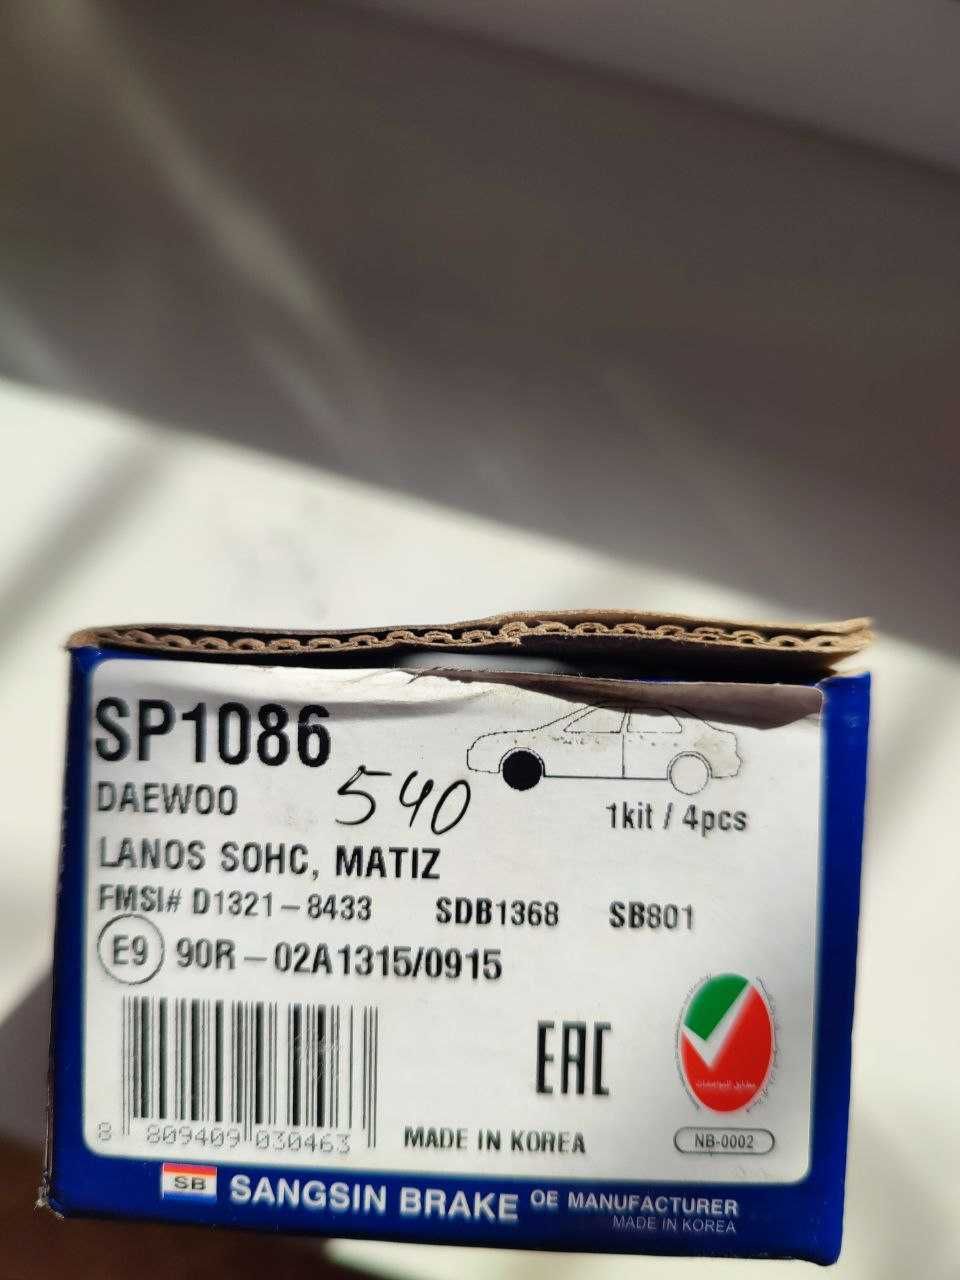 SP1086
DAEWOO
540
1kit / 4pcs
LANOS SOHC, MATIZ
FMSI# D1321-8433 SDB1368 SB801
E9 90R-02A1315/0915
EAC
8 809409 030463
MADE IN KOREA
NB-0002
SB SANGSIN BRAKE OE MANUFACTURER
MADE IN KOREA